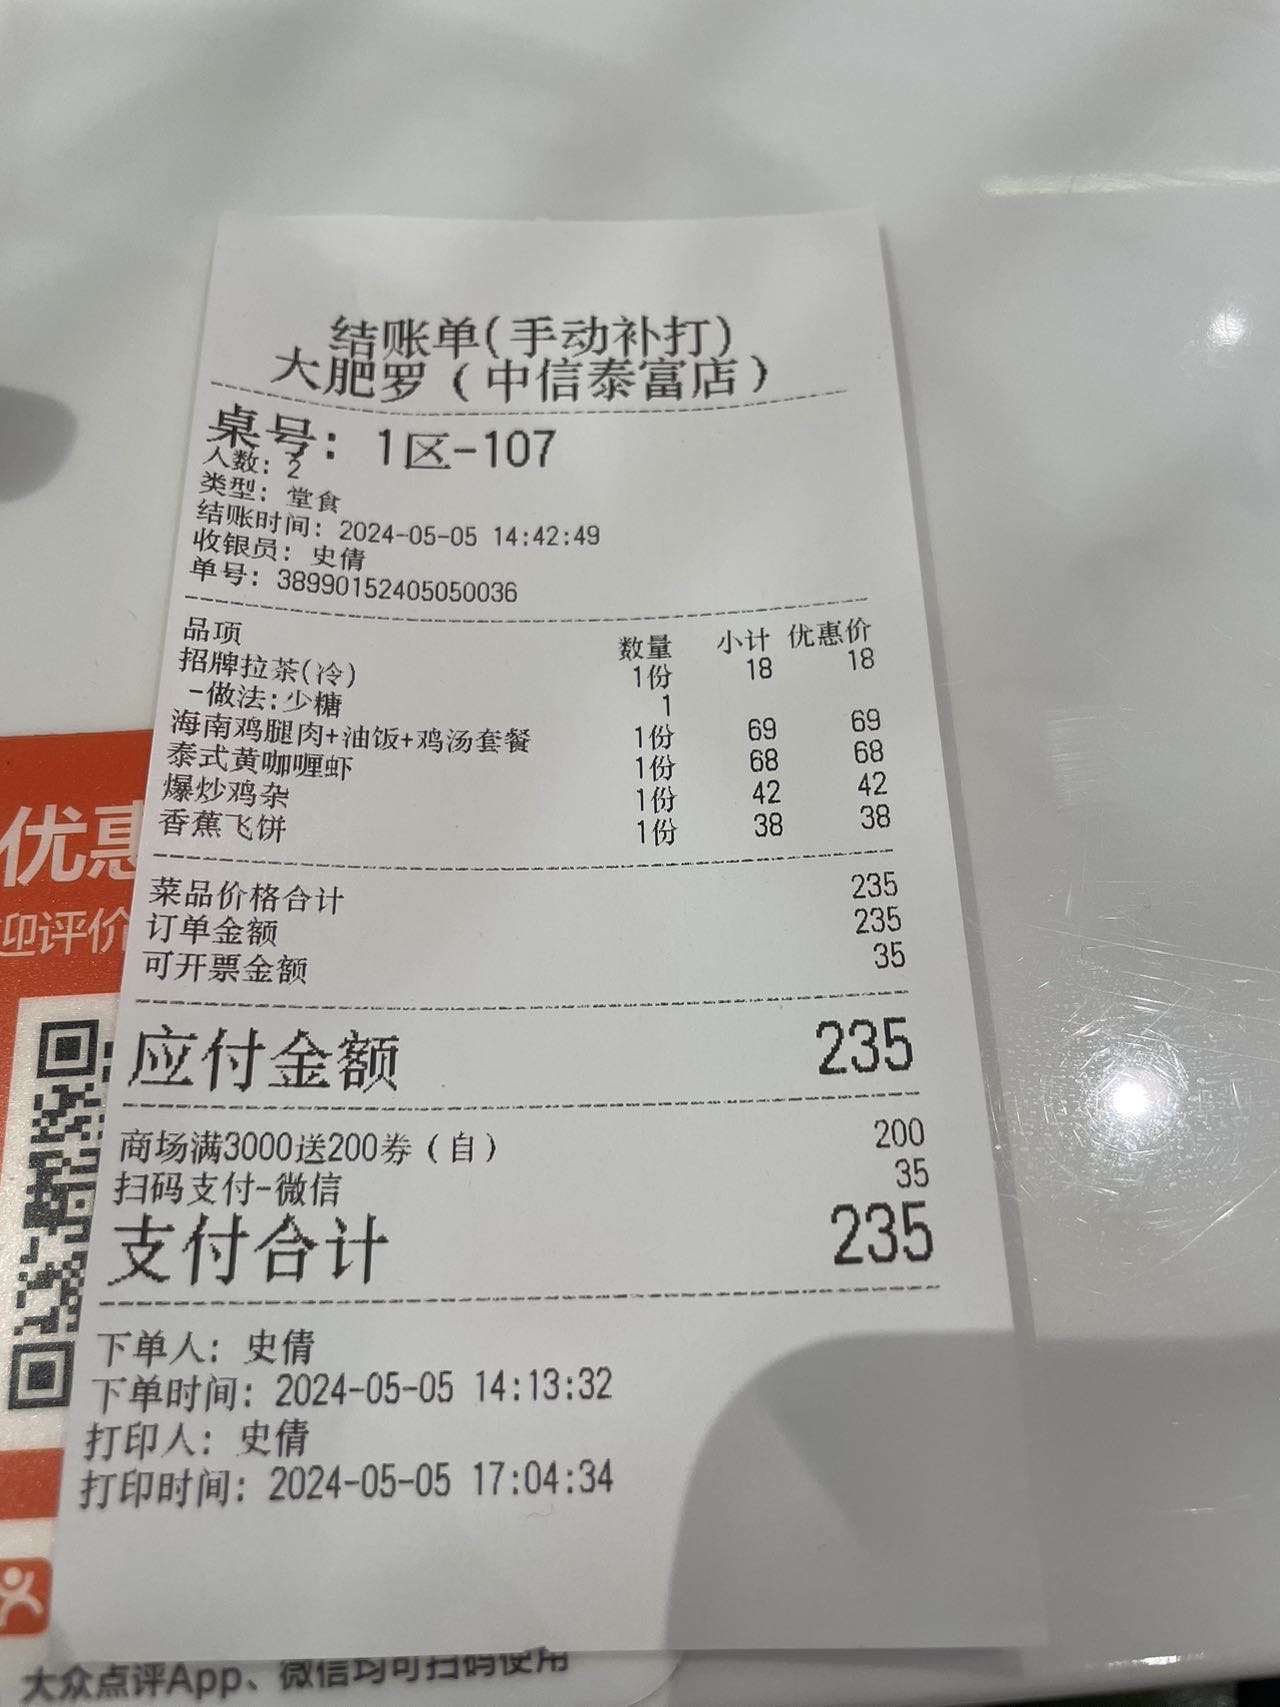 结账单(手动补打)
大肥罗（中信泰富店）
桌号: 1区-107
人数: 2
类型: 堂食
结账时间: 2024-05-05 14:42:49
收银员: 史倩
单号: 38990152405050036
品项 数量 小计 优惠价
招牌拉茶(冷) 1份 18 18
-做法:少糖 1
海南鸡腿肉+油饭+鸡汤套餐 1份 69 69
泰式黄咖喱虾 1份 68 68
爆炒鸡杂 1份 42 42
香蕉飞饼 1份 38 38
菜品价格合计 235
订单金额 235
可开票金额 35
应付金额 235
商场满3000送200券（自） 200
扫码支付-微信 35
支付合计 235
下单人: 史倩
下单时间: 2024-05-05 14:13:32
打印人: 史倩
打印时间: 2024-05-05 17:04:34
优惠
迎评价
大众点评App、微信均可扫码使用